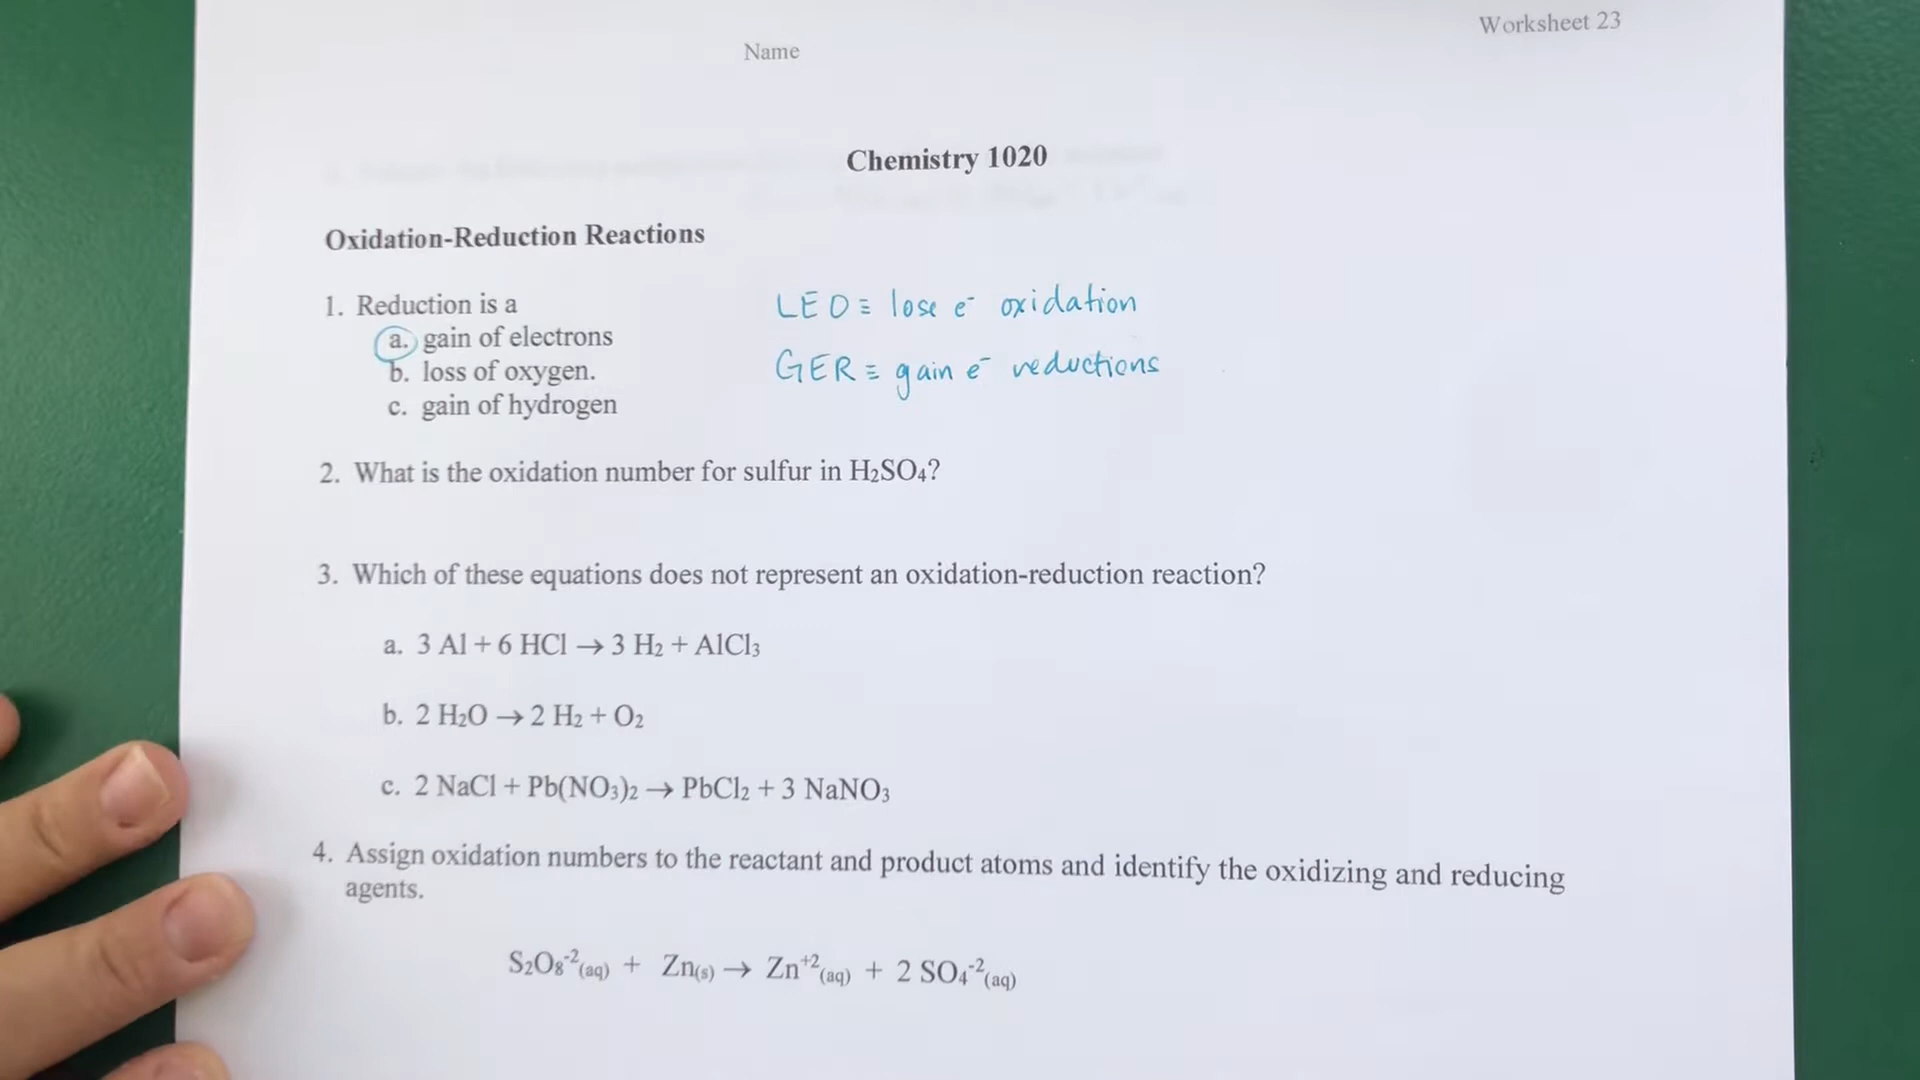 Worksheet 23
Name
Chemistry 1020
Oxidation-Reduction Reactions
1. Reduction is a
a. gain of electrons
b. loss of oxygen.
c. gain of hydrogen
LEO ≡ lose e⁻ oxidation
GER ≡ gain e⁻ reductions
2. What is the oxidation number for sulfur in H₂SO₄?
3. Which of these equations does not represent an oxidation-reduction reaction?
a. 3 Al + 6 HCl → 3 H₂ + AlCl₃
b. 2 H₂O → 2 H₂ + O₂
c. 2 NaCl + Pb(NO₃)₂ → PbCl₂ + 3 NaNO₃
4. Assign oxidation numbers to the reactant and product atoms and identify the oxidizing and reducing
agents.
S₂O₈⁻²(aq) + Zn(s) → Zn⁺²(aq) + 2 SO₄⁻²(aq)